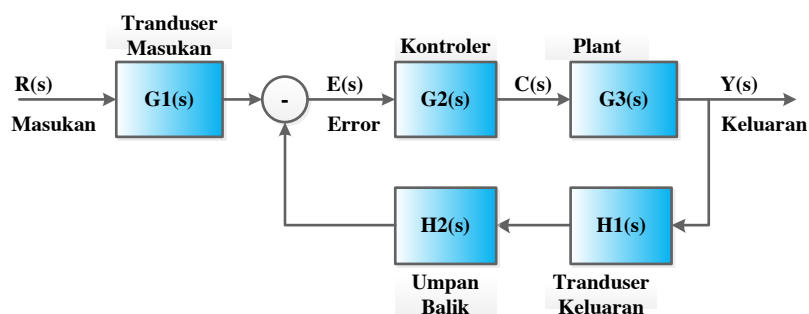 Tranduser
Masukan
Kontroler
Plant
R(s)
E(s)
C(s)
Y(s)
G1(s)
-
G2(s)
G3(s)
Masukan
Error
Keluaran
H2(s)
H1(s)
Umpan
Balik
Tranduser
Keluaran